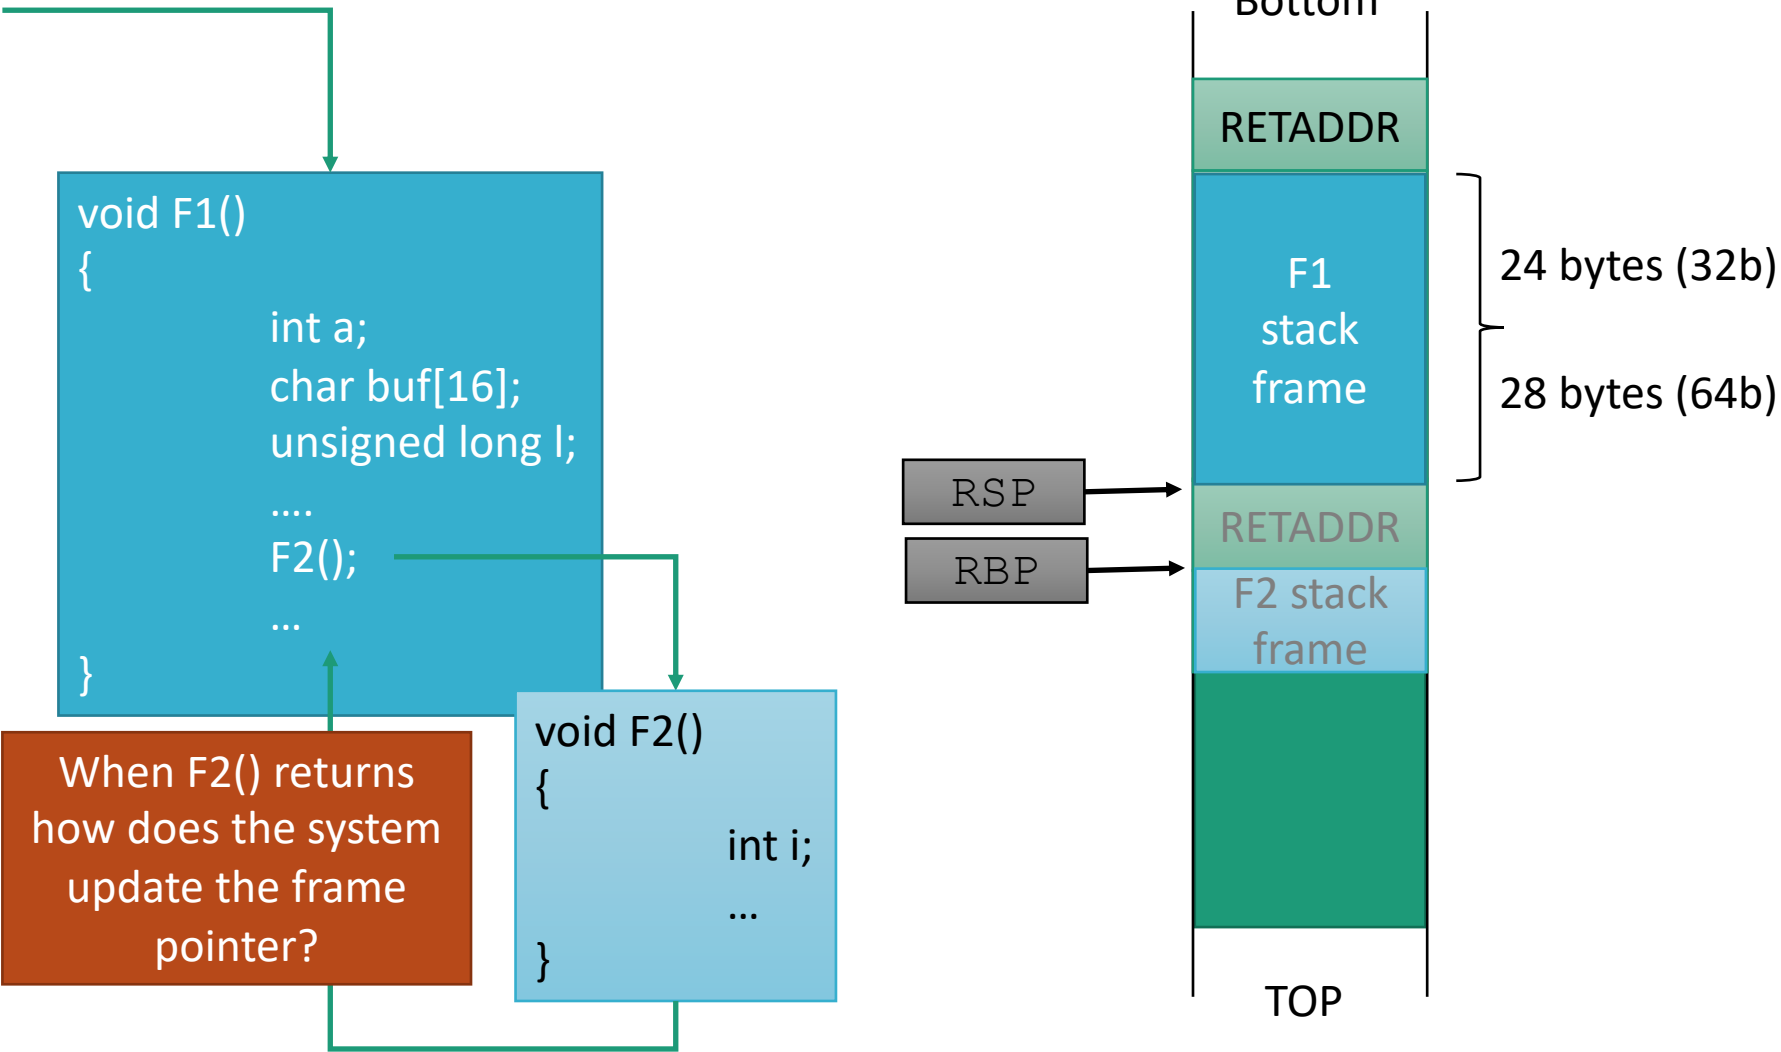 void F1()
{
int a;
char buf[16];
unsigned long l;
....
F2();
...
}
When F2() returns
how does the system
update the frame
pointer?
void F2()
{
int i;
...
}
Bottom
RETADDR
F1
stack
frame
24 bytes (32b)
28 bytes (64b)
RSP
RETADDR
RBP
F2 stack
frame
TOP